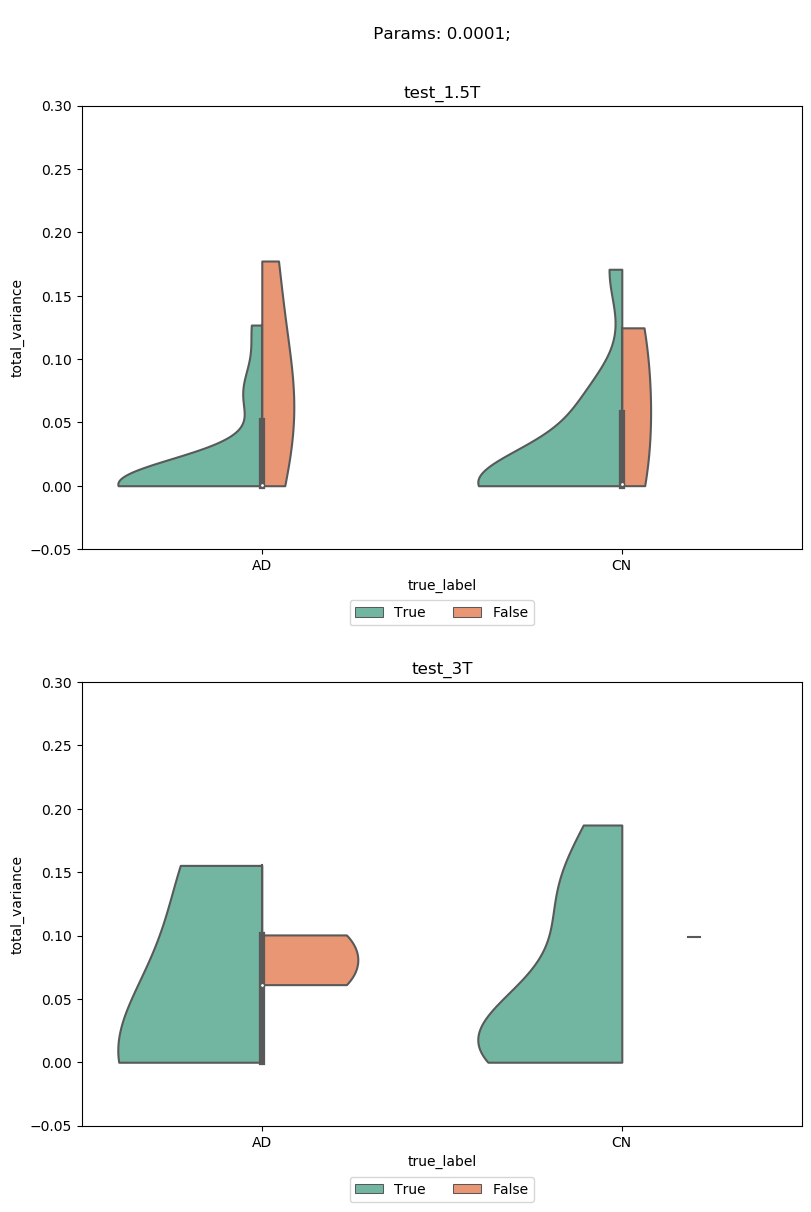 Params: 0.0001;
test_1.5T
0.30
0.25
0.20
0.15
0.10
0.05
0.00
−0.05
total_variance
AD CN
true_label
True False
test_3T
0.30
0.25
0.20
0.15
0.10
0.05
0.00
−0.05
total_variance
AD CN
true_label
True False